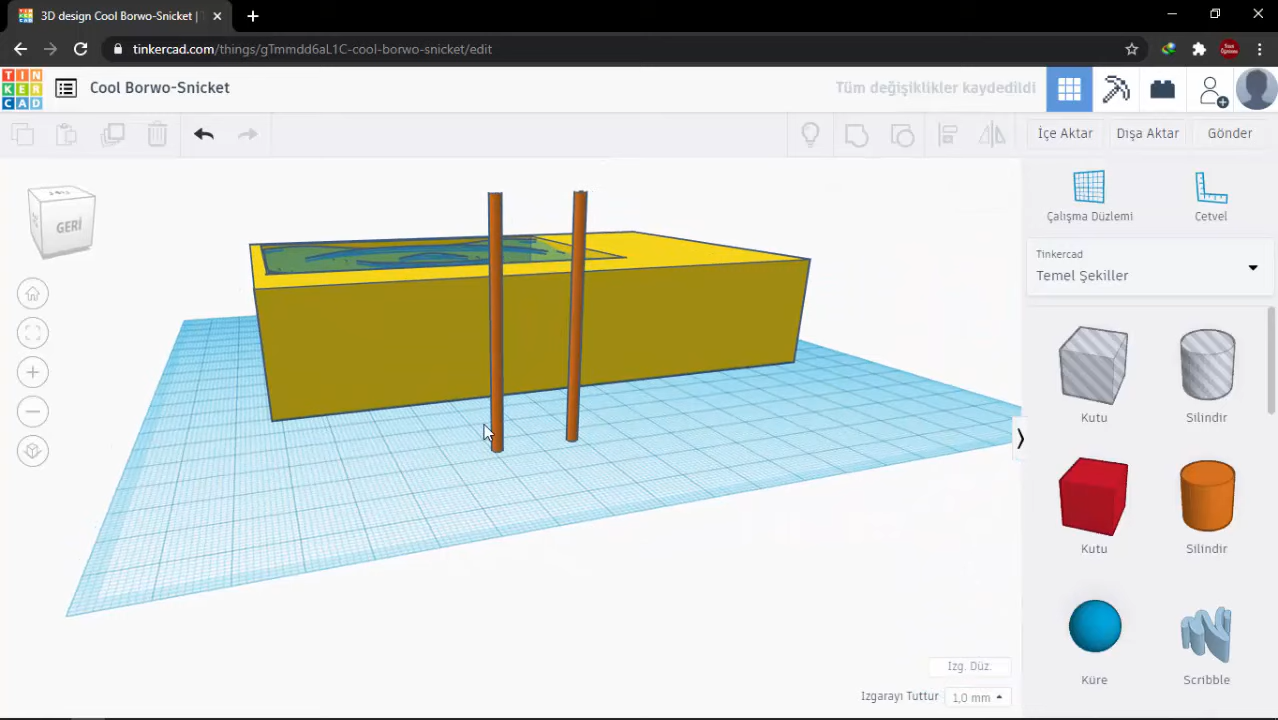 3D design Cool Borwo-Snicket |
tinkercad.com/things/gTmmdd6aL1C-cool-borwo-snicket/edit
TIN
KER
CAD
Cool Borwo-Snicket
Tüm değişiklikler kaydedildi
İçe Aktar
Dışa Aktar
Gönder
GERİ
Çalışma Düzlemi
Cetvel
Tinkercad
Temel Şekiller
Kutu
Silindir
Kutu
Silindir
Küre
Scribble
Izg. Düz.
Izgarayı Tuttur
1,0 mm